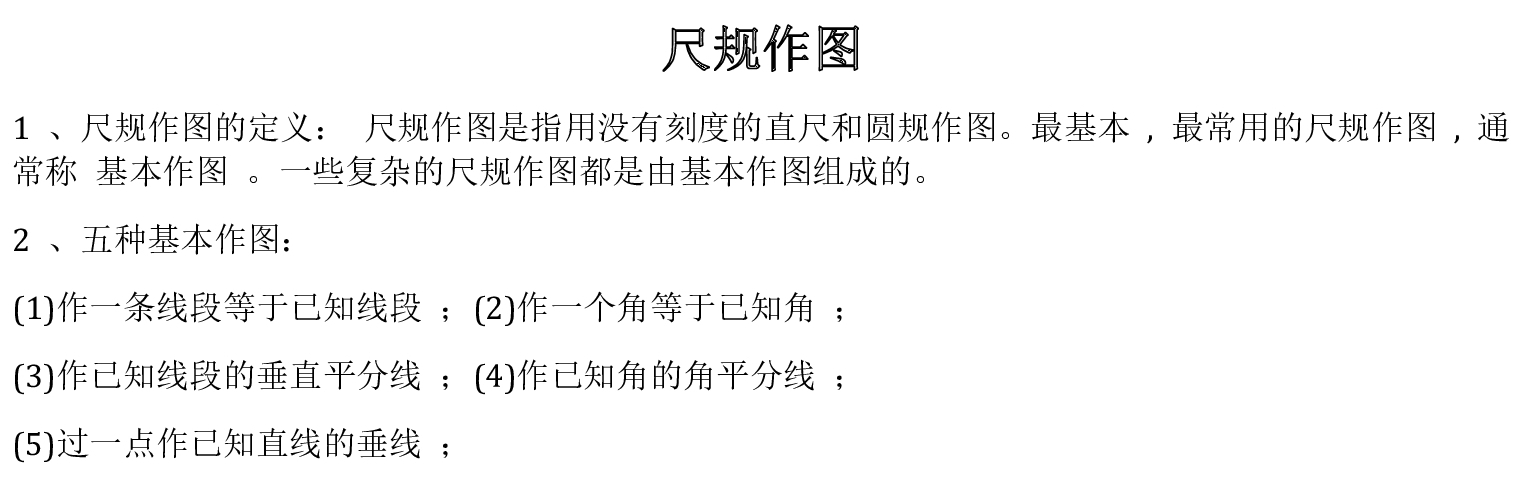 尺规作图
1 、尺规作图的定义： 尺规作图是指用没有刻度的直尺和圆规作图。最基本 , 最常用的尺规作图 , 通
常称 基本作图 。一些复杂的尺规作图都是由基本作图组成的。
2 、五种基本作图：
(1)作一条线段等于已知线段 ； (2)作一个角等于已知角 ；
(3)作已知线段的垂直平分线 ； (4)作已知角的角平分线 ；
(5)过一点作已知直线的垂线 ；